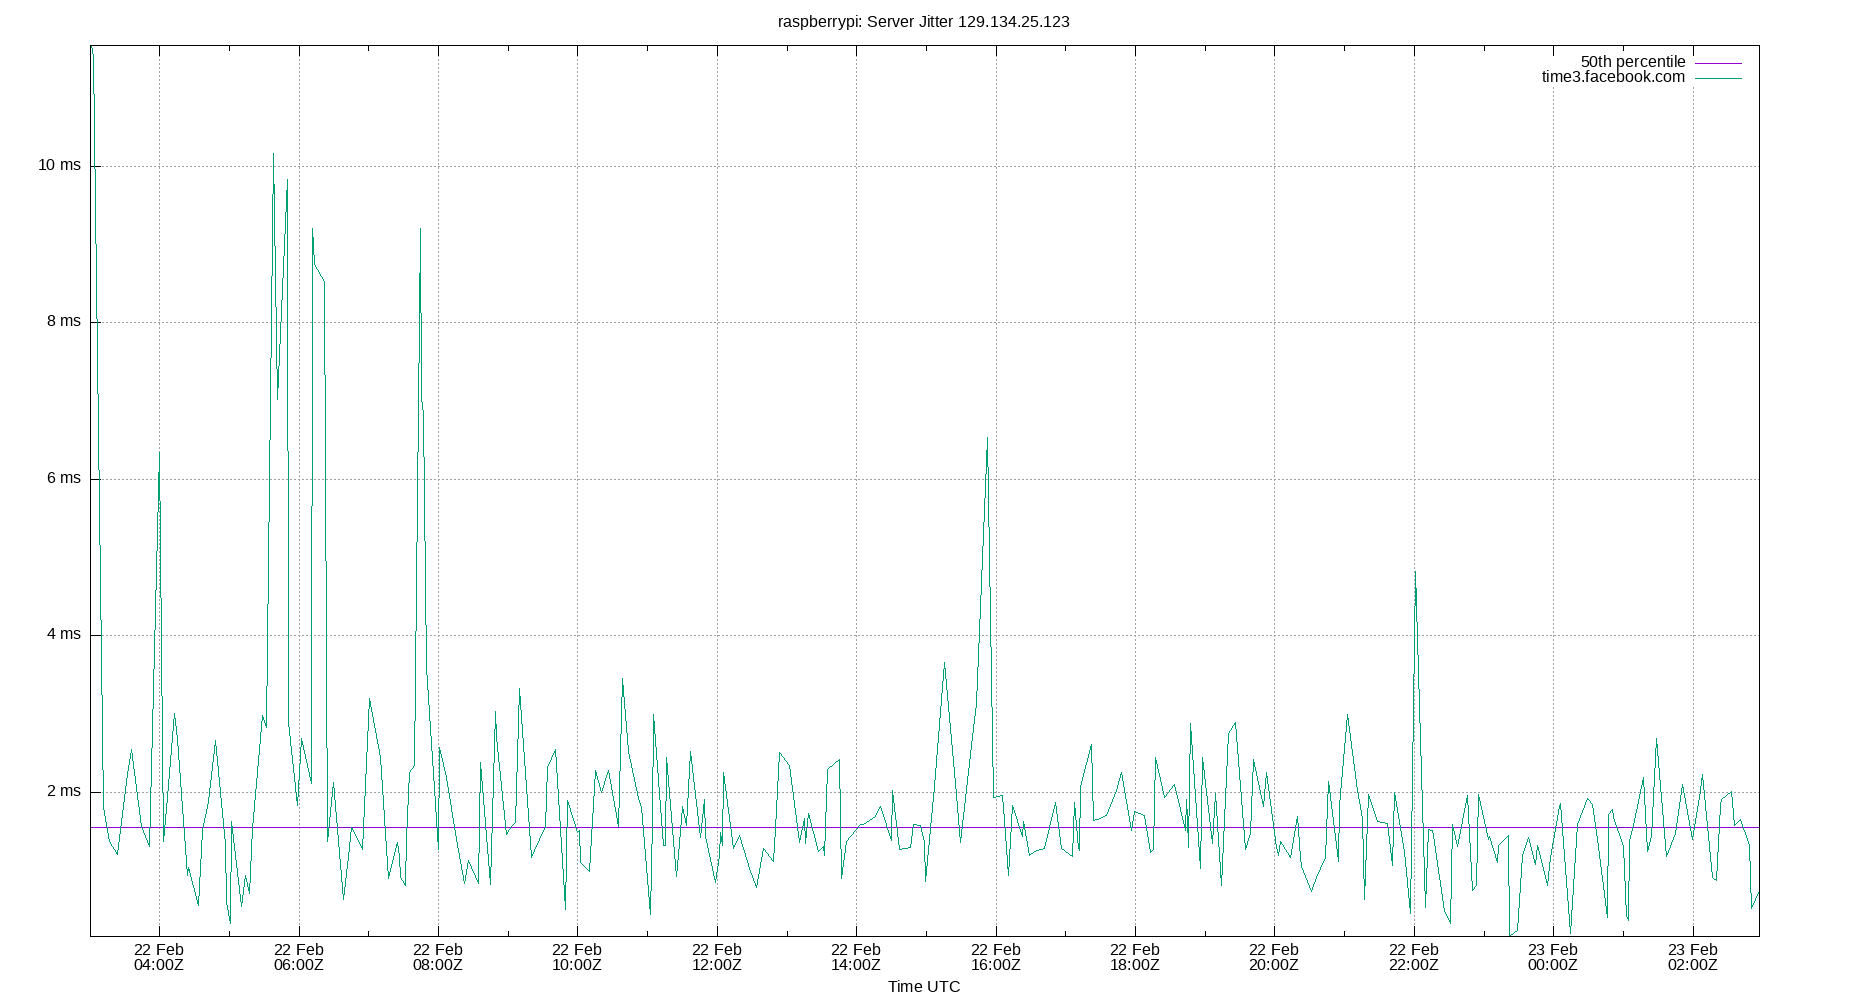 raspberrypi: Server Jitter 129.134.25.123
50th percentile
time3.facebook.com
10 ms
8 ms
6 ms
4 ms
2 ms
22 Feb 22 Feb 22 Feb 22 Feb 22 Feb 22 Feb 22 Feb 22 Feb 22 Feb 22 Feb 23 Feb 23 Feb
04:00Z 06:00Z 08:00Z 10:00Z 12:00Z 14:00Z 16:00Z 18:00Z 20:00Z 22:00Z 00:00Z 02:00Z
Time UTC